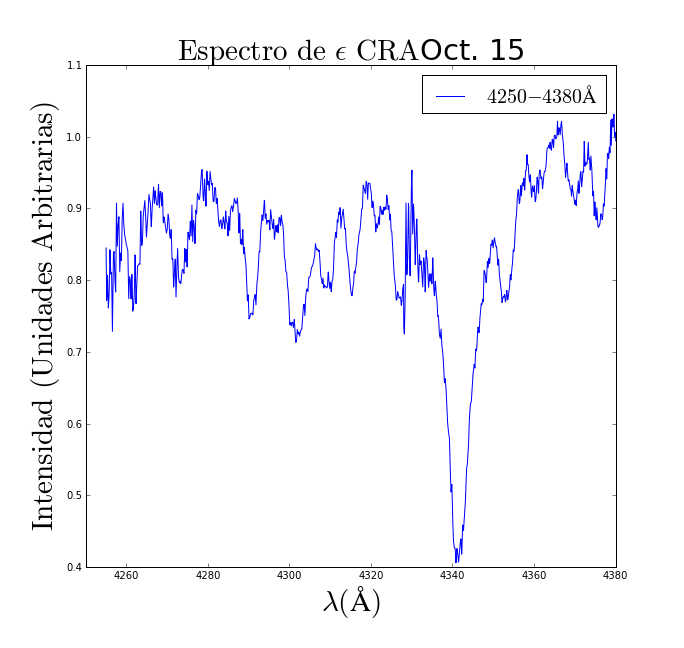 Espectro de ϵ CRAOct. 15
1.1
4250−4380Å
1.0
0.9
0.8
0.7
0.6
0.5
0.4
Intensidad (Unidades Arbitrarias)
4260 4280 4300 4320 4340 4360 4380
λ(Å)